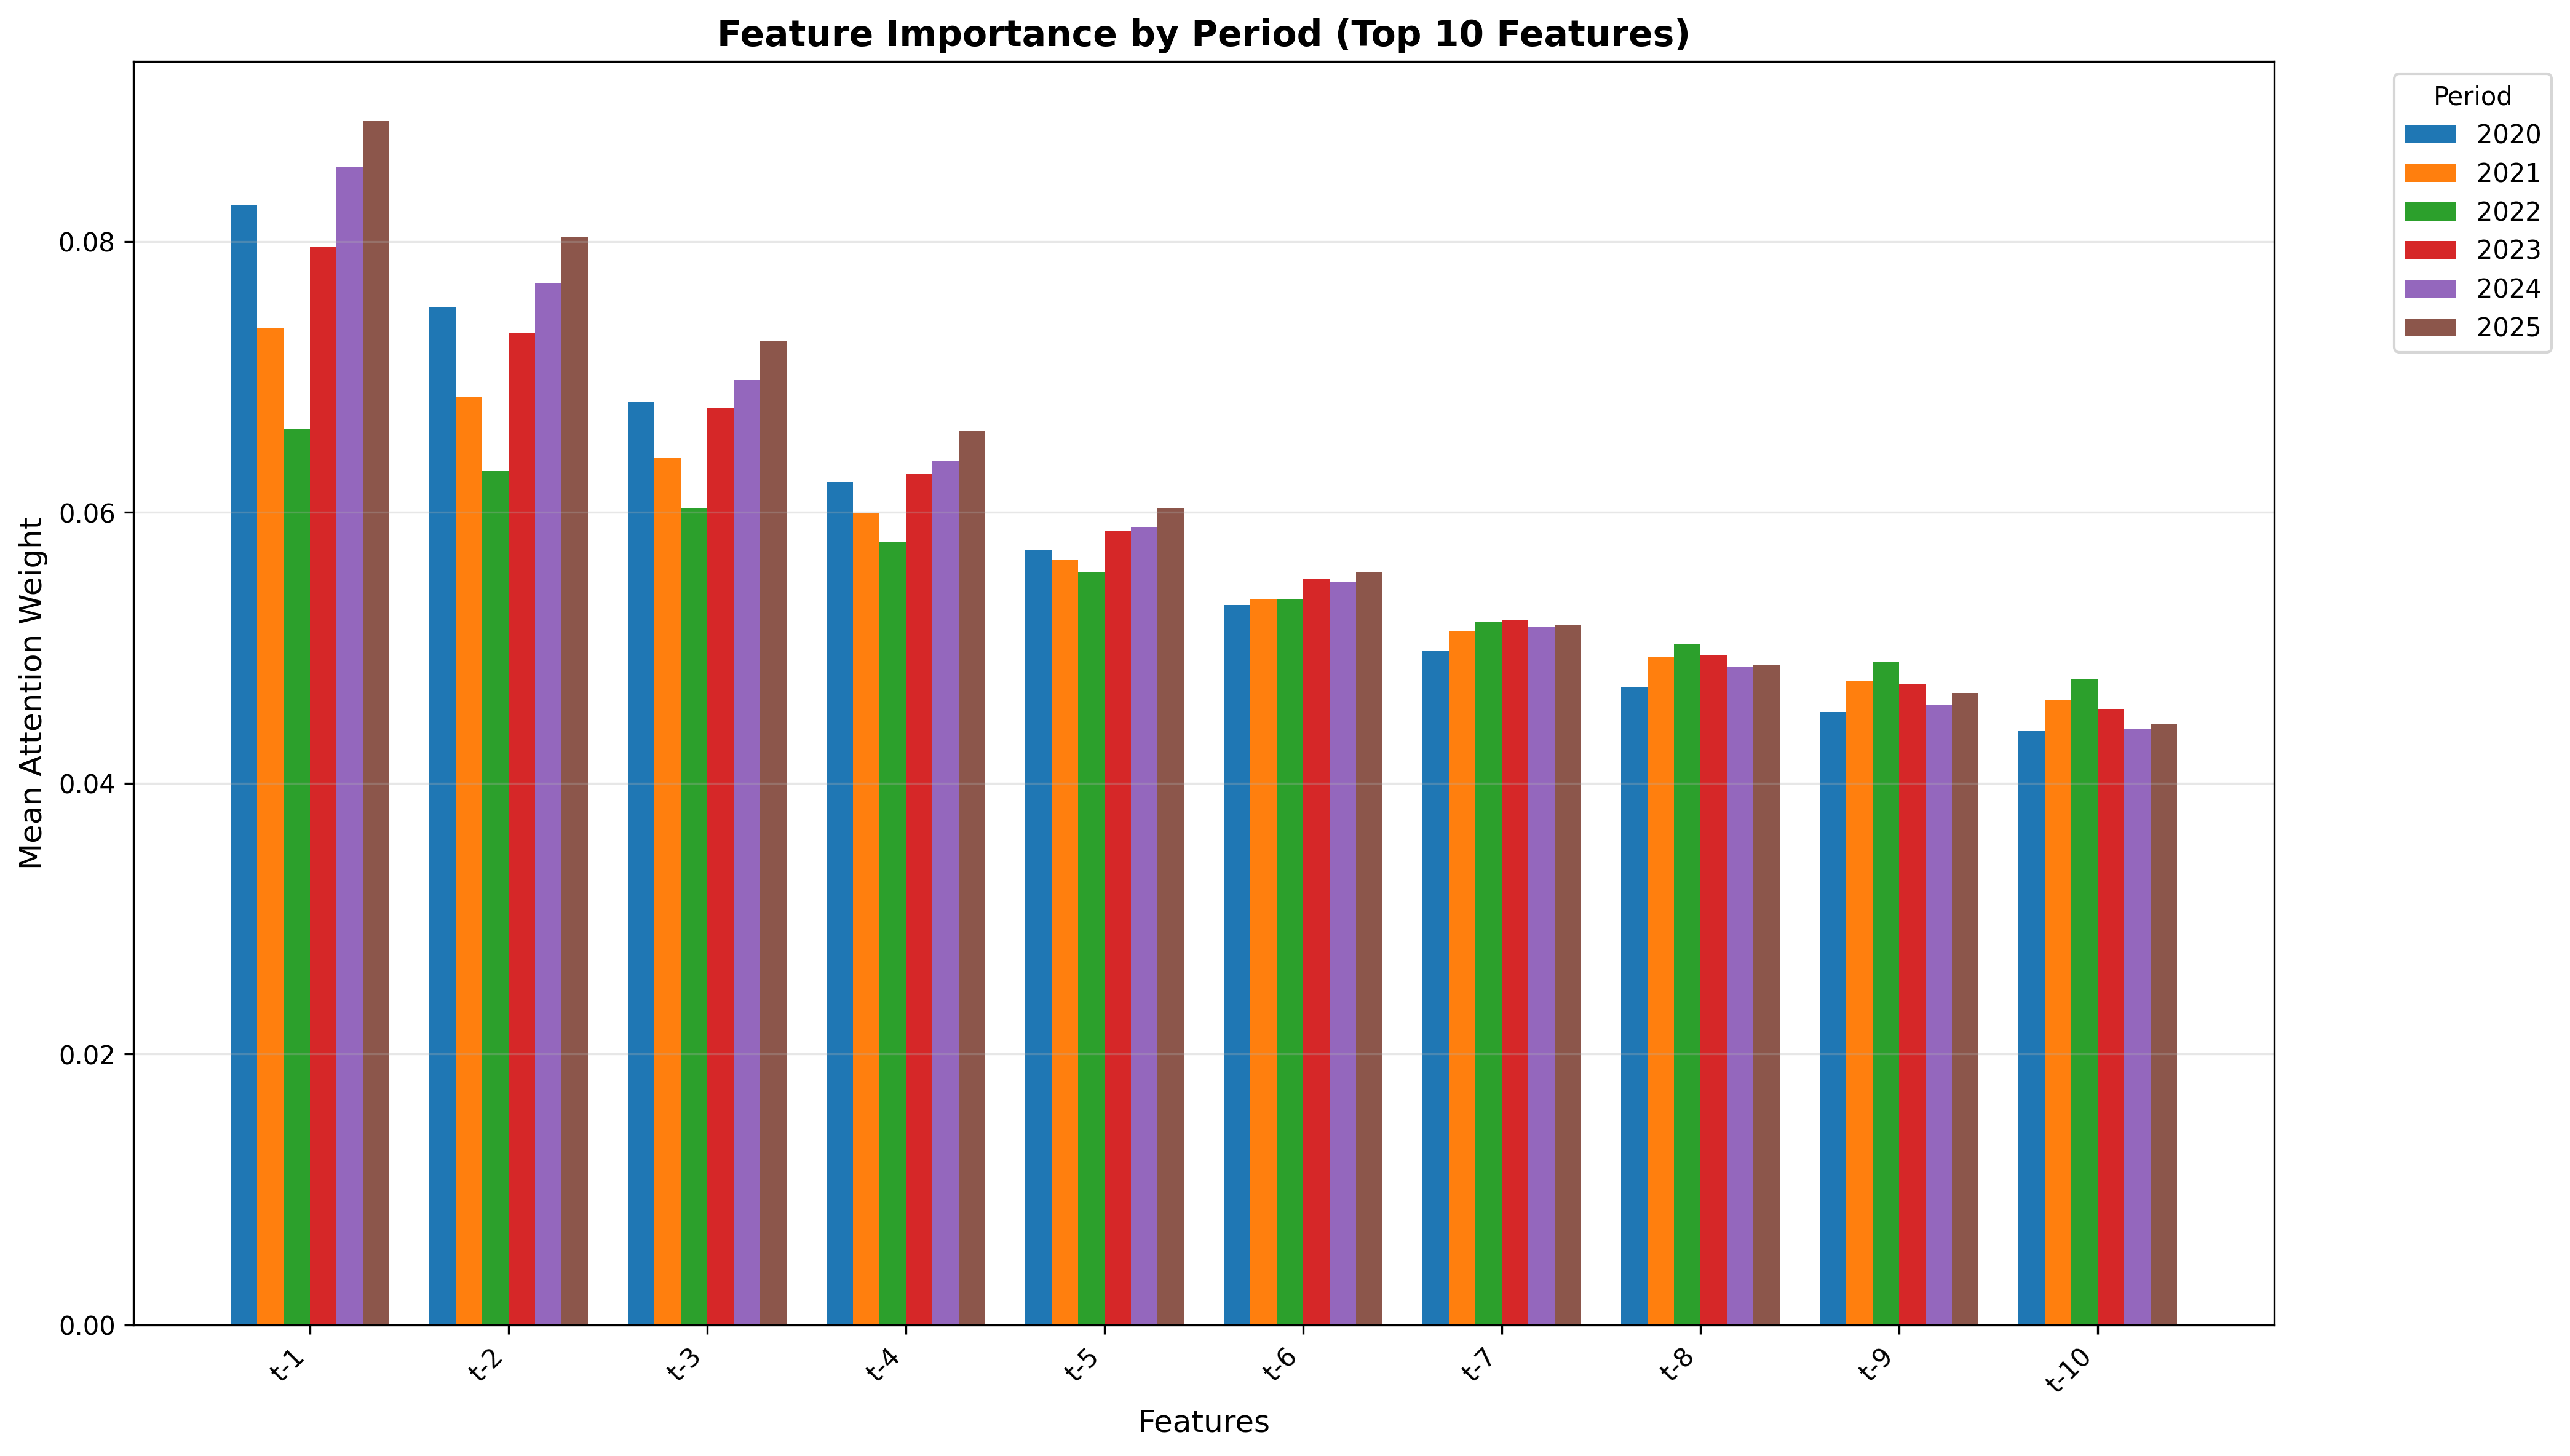 Feature Importance by Period (Top 10 Features)
Period
2020
2021
2022
2023
2024
2025
Mean Attention Weight
0.08
0.06
0.04
0.02
0.00
t-1
t-2
t-3
t-4
t-5
t-6
t-7
t-8
t-9
t-10
Features